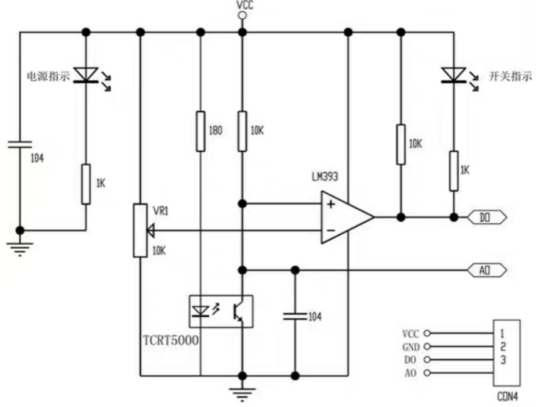 VCC
电源指示
开关指示
180
10K
10K
104
1K
1K
LM393
VR1
10K
+
-
DO
AO
TCRT5000
104
VCC 1
GND 2
DO 3
AO
CON4